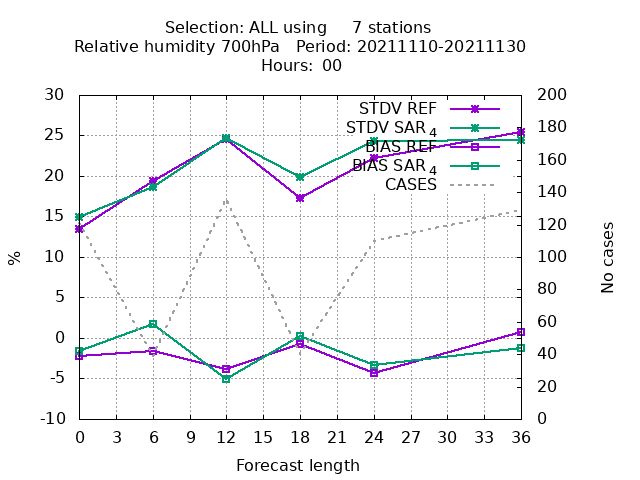 Selection: ALL using 7 stations
Relative humidity 700hPa Period: 20211110-20211130
Hours: 00
30
25
20
15
10
5
0
-5
-10
200
180
160
140
120
100
80
60
40
20
0
STDV REF
STDV SAR 4
BIAS REF
BIAS SAR 4
CASES
%
No cases
0 3 6 9 12 15 18 21 24 27 30 33 36
Forecast length